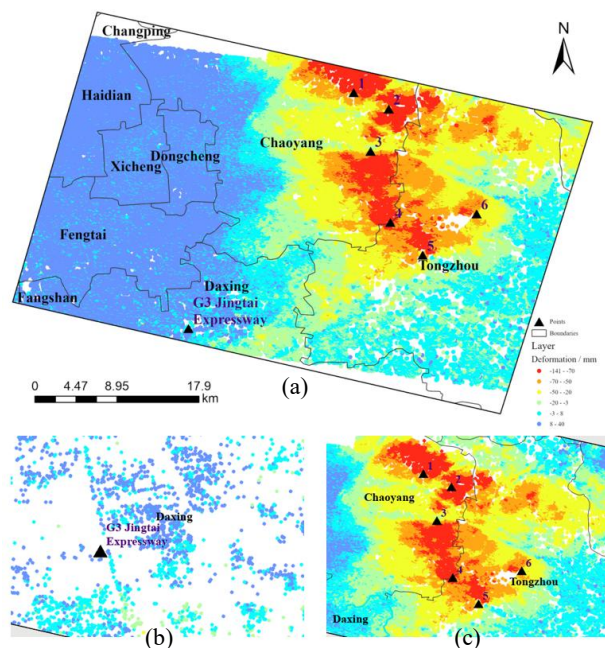 Changping
N
Haidian
1
2
Chaoyang
3
Dongcheng
Xicheng
6
4
Fengtai
5
Tongzhou
Daxing
Fangshan
G3 Jingtai
Expressway
Points
Boundaries
Layer
Deformation / mm
-141 - -70
-70 - -50
-50 - -20
-20 - -3
-3 - 8
8 - 40
0 4.47 8.95 17.9
km
(a)
Daxing
G3 Jingtai
Expressway
(b)
1
Chaoyang
2
3
4
6
Tongzhou
5
Daxing
(c)